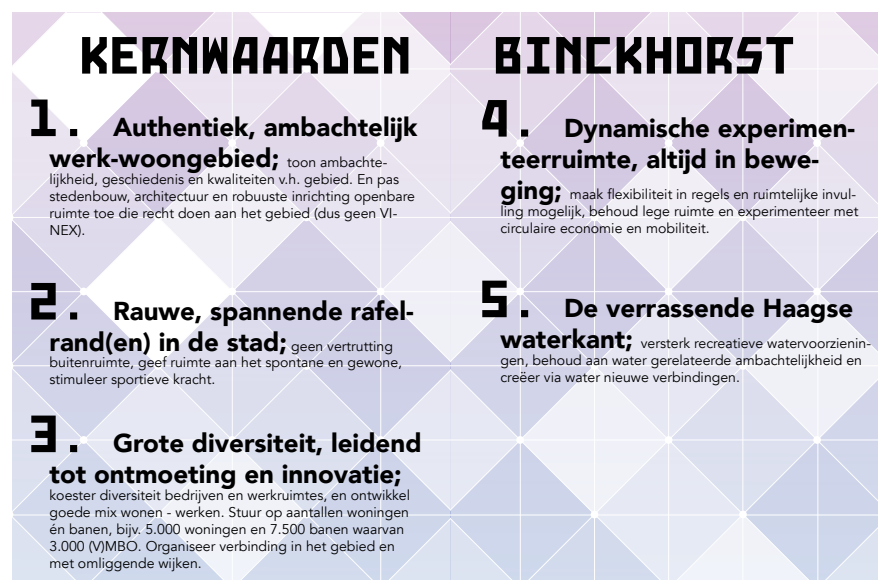 KERNWAARDEN BINCKHORST
1. Authentiek, ambachtelijk
werk-woongebied; toon ambachte-
lijkheid, geschiedenis en kwaliteiten v.h. gebied. En pas
stedenbouw, architectuur en robuuste inrichting openbare
ruimte toe die recht doen aan het gebied (dus geen VI-
NEX).
2. Rauwe, spannende rafel-
rand(en) in de stad; geen vertrutting
buitenruimte, geef ruimte aan het spontane en gewone,
stimuleer sportieve kracht.
3. Grote diversiteit, leidend
tot ontmoeting en innovatie;
koester diversiteit bedrijven en werkruimtes, en ontwikkel
goede mix wonen - werken. Stuur op aantallen woningen
én banen, bijv. 5.000 woningen en 7.500 banen waarvan
3.000 (V)MBO. Organiseer verbinding in het gebied en
met omliggende wijken.
4. Dynamische experimen-
teerruimte, altijd in bewe-
ging; maak flexibiliteit in regels en ruimtelijke invul-
ling mogelijk, behoud lege ruimte en experimenteer met
circulaire economie en mobiliteit.
5. De verrassende Haagse
waterkant; versterk recreatieve watervoorzienin-
gen, behoud aan water gerelateerde ambachtelijkheid en
creëer via water nieuwe verbindingen.